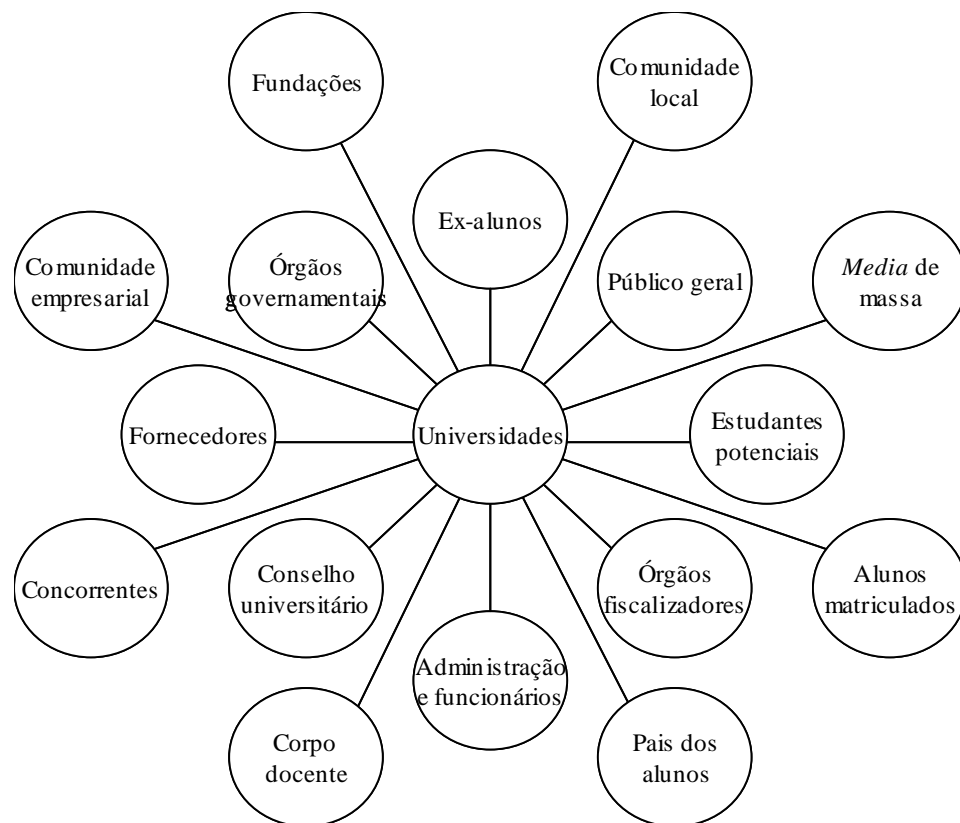 Fundações
Comunidade
local
Ex-alunos
Comunidade
empresarial
Órgãos
governamentais
Público geral
Media de
massa
Fornecedores
Universidades
Estudantes
potenciais
Concorrentes
Conselho
universitário
Órgãos
fiscalizadores
Alunos
matriculados
Administração
e funcionários
Corpo
docente
Pais dos
alunos